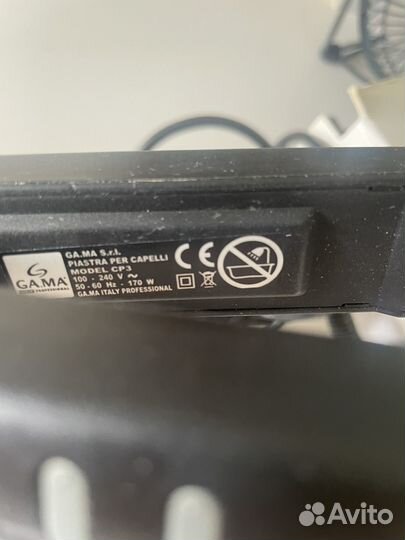 GA.MA S.r.l.
PIASTRA PER CAPELLI
MODEL CP3
100 - 240 V ~
50 - 60 Hz - 170 W
GA.MA ITALY PROFESSIONAL
GA.MA
PROFESSIONAL
CE
Avito